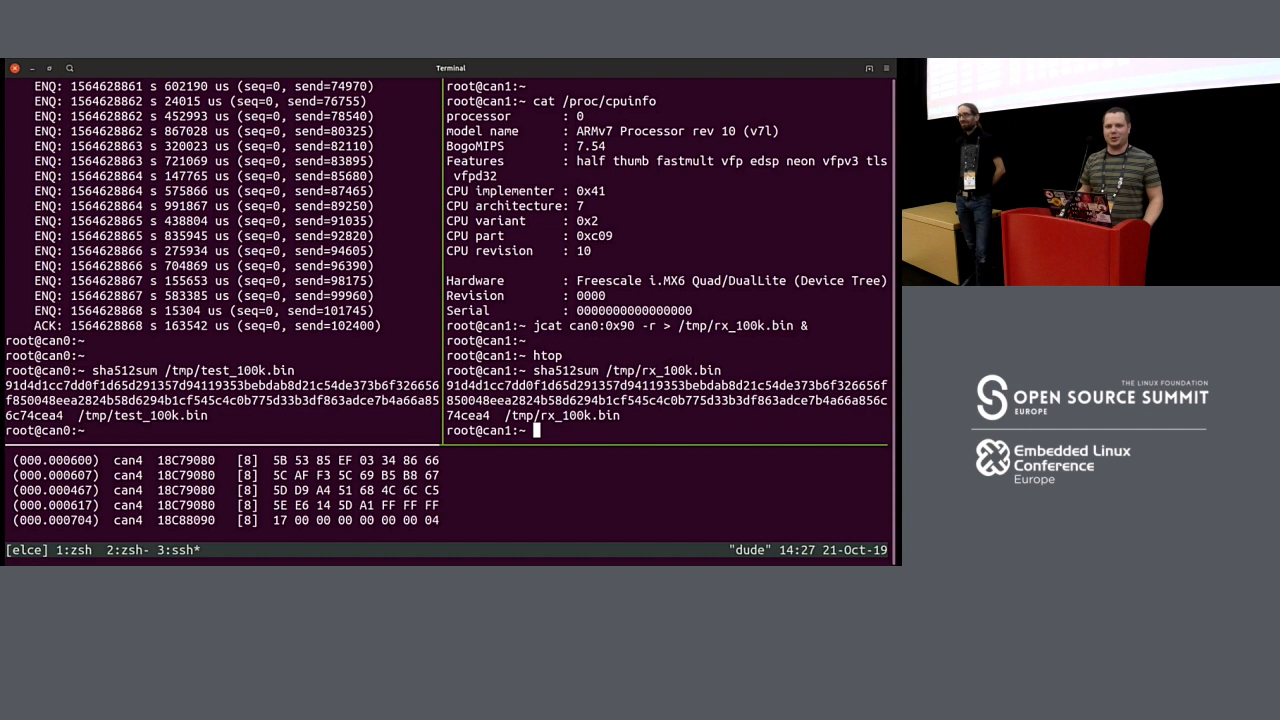 Terminal
ENQ: 1564628861 s 602190 us (seq=0, send=74970)
ENQ: 1564628862 s 24015 us (seq=0, send=76755)
ENQ: 1564628862 s 452993 us (seq=0, send=78540)
ENQ: 1564628862 s 867028 us (seq=0, send=80325)
ENQ: 1564628863 s 320023 us (seq=0, send=82110)
ENQ: 1564628863 s 721069 us (seq=0, send=83895)
ENQ: 1564628864 s 147765 us (seq=0, send=85680)
ENQ: 1564628864 s 575866 us (seq=0, send=87465)
ENQ: 1564628864 s 991867 us (seq=0, send=89250)
ENQ: 1564628865 s 438804 us (seq=0, send=91035)
ENQ: 1564628865 s 835945 us (seq=0, send=92820)
ENQ: 1564628866 s 275934 us (seq=0, send=94605)
ENQ: 1564628866 s 704869 us (seq=0, send=96390)
ENQ: 1564628867 s 155653 us (seq=0, send=98175)
ENQ: 1564628867 s 583385 us (seq=0, send=99960)
ENQ: 1564628868 s 15304 us (seq=0, send=101745)
ACK: 1564628868 s 163542 us (seq=0, send=102400)
root@can0:~
root@can0:~
root@can0:~ sha512sum /tmp/test_100k.bin
91d4d1cc7dd0f1d65d291357d94119353bebdab8d21c54de373b6f326656
f850048eea2824b58d6294b1cf545c4c0b775d33b3df863adce7b4a66a85
6c74cea4  /tmp/test_100k.bin
root@can0:~
root@can1:~
root@can1:~ cat /proc/cpuinfo
processor       : 0
model name      : ARMv7 Processor rev 10 (v7l)
BogoMIPS        : 7.54
Features        : half thumb fastmult vfp edsp neon vfpv3 tls
vfpd32
CPU implementer : 0x41
CPU architecture: 7
CPU variant     : 0x2
CPU part        : 0xc09
CPU revision    : 10
Hardware        : Freescale i.MX6 Quad/DualLite (Device Tree)
Revision        : 0000
Serial          : 0000000000000000
root@can1:~ jcat can0:0x90 -r > /tmp/rx_100k.bin &
root@can1:~
root@can1:~ htop
root@can1:~ sha512sum /tmp/rx_100k.bin
91d4d1cc7dd0f1d65d291357d94119353bebdab8d21c54de373b6f326656f
850048eea2824b58d6294b1cf545c4c0b775d33b3df863adce7b4a66a856c
74cea4  /tmp/rx_100k.bin
root@can1:~
(000.000600)  can4  18C79080   [8]  5B 53 B5 EF 03 34 86 66
(000.000607)  can4  18C79080   [8]  5C AF F3 5C 69 B5 B8 67
(000.000467)  can4  18C79080   [8]  5D D9 A4 51 68 4C 6C C5
(000.000617)  can4  18C79080   [8]  5E E6 14 5D A1 FF FF FF
(000.000704)  can4  18C88090   [8]  17 00 00 00 00 00 00 04
[elce] 1:zsh  2:zsh- 3:ssh*
"dude" 14:27 21-Oct-19
THE LINUX FOUNDATION
OPEN SOURCE SUMMIT
EUROPE
Embedded Linux
Conference
Europe